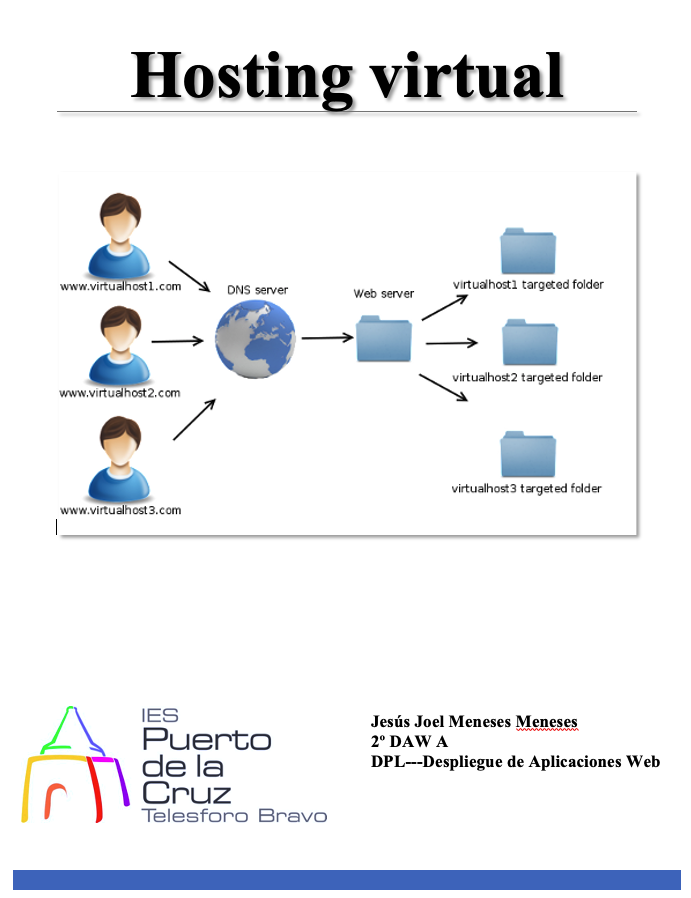 Hosting virtual
www.virtualhost1.com
DNS server
Web server
virtualhost1 targeted folder
www.virtualhost2.com
virtualhost2 targeted folder
www.virtualhost3.com
virtualhost3 targeted folder
IES
Puerto
de la
Cruz
Telesforo Bravo
Jesús Joel Meneses Meneses
2º DAW A
DPL---Despliegue de Aplicaciones Web